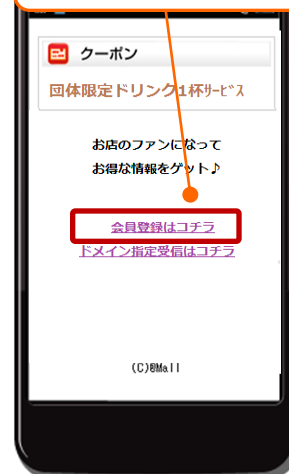 クーポン
団体限定ドリンク1杯ｻｰﾋﾞｽ
お店のファンになって
お得な情報をゲット♪
会員登録はコチラ
ドメイン指定受信はコチラ
(C)@Mall